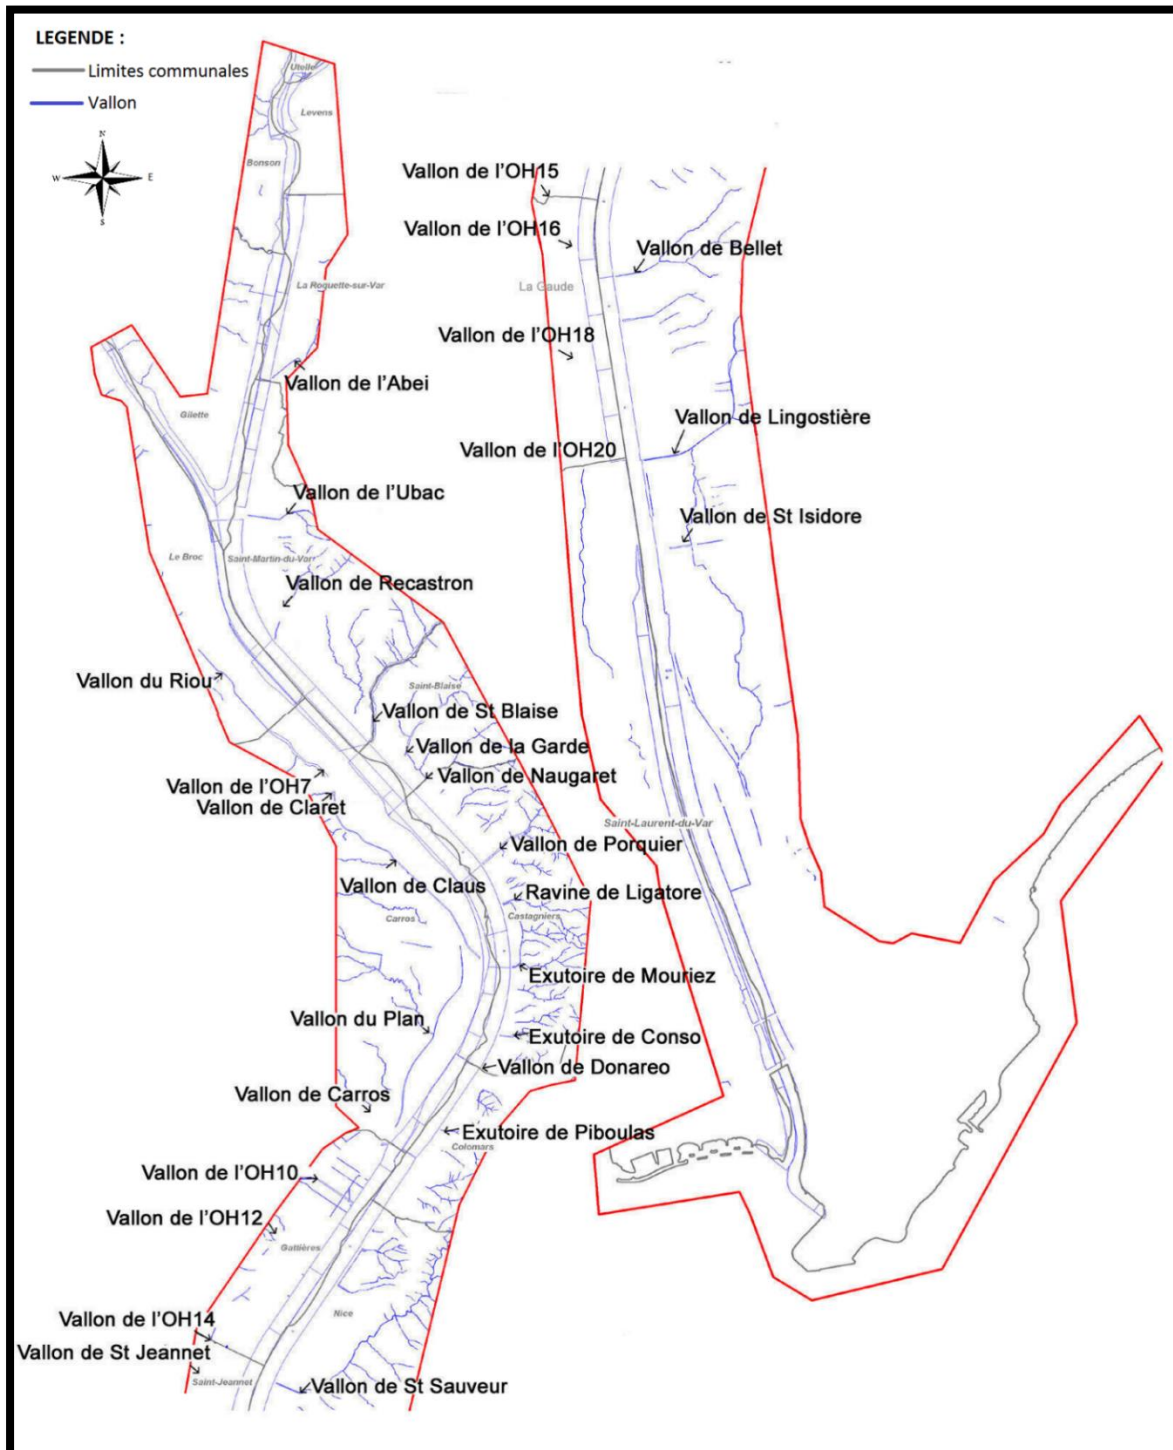 LEGENDE :
Limites communales
Vallon
N
W
E
S
Utelle
Levens
Bonson
La Roquette-sur-Var
Vallon de l'Abei
Gilette
Vallon de l'Ubac
Le Broc
Saint-Martin-du-Var
Vallon de Recastron
Vallon du Riou
Saint-Blaise
Vallon de St Blaise
Vallon de la Garde
Vallon de Naugaret
Vallon de l'OH7
Vallon de Claret
Vallon de Porquier
Vallon de Claus
Ravine de Ligatore
Carros
Castagniers
Exutoire de Mouriez
Vallon du Plan
Exutoire de Conso
Vallon de Donareo
Vallon de Carros
Exutoire de Piboulas
Colomars
Vallon de l'OH10
Vallon de l'OH12
Gattières
Nice
Vallon de l'OH14
Vallon de St Jeannet
Saint-Jeannet
Vallon de St Sauveur
Vallon de l'OH15
Vallon de l'OH16
Vallon de Bellet
La Gaude
Vallon de l'OH18
Vallon de Lingostière
Vallon de l'OH20
Vallon de St Isidore
Saint-Laurent-du-Var